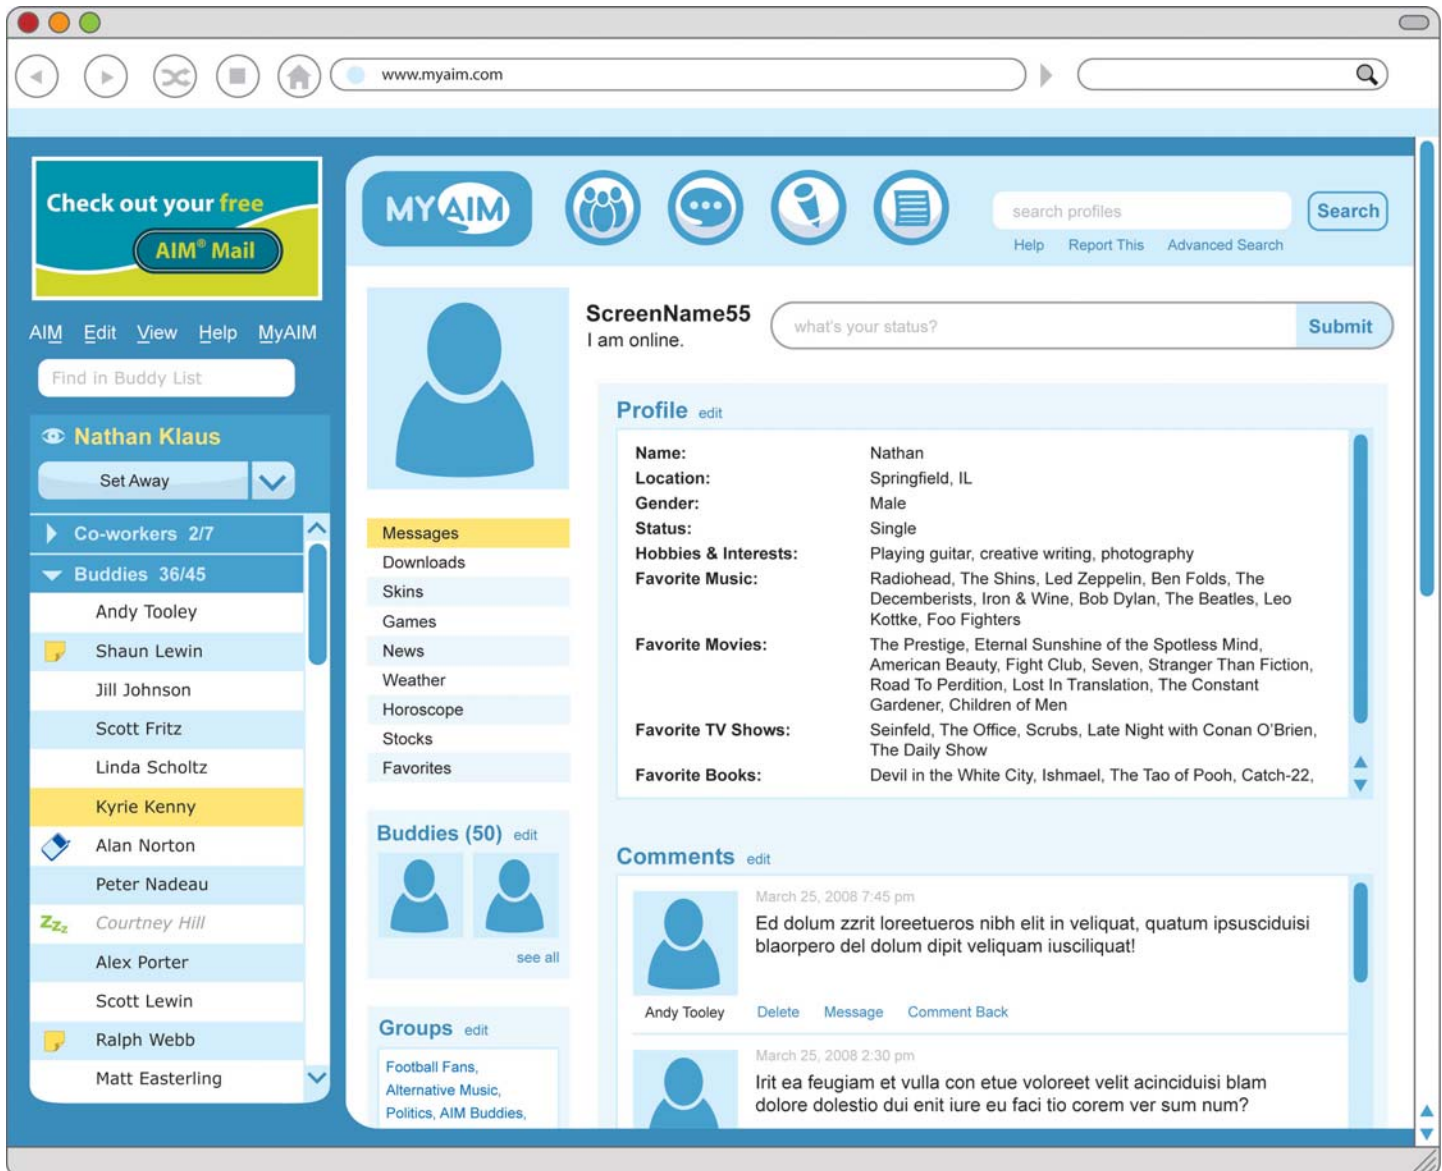 www.myaim.com
Check out your free
AIM® Mail
AIM Edit View Help MyAIM
Find in Buddy List
Nathan Klaus
Set Away
Co-workers 2/7
Buddies 36/45
Andy Tooley
Shaun Lewin
Jill Johnson
Scott Fritz
Linda Scholtz
Kyrie Kenny
Alan Norton
Peter Nadeau
Zzz Courtney Hill
Alex Porter
Scott Lewin
Ralph Webb
Matt Easterling
MY AIM
search profiles
Search
Help Report This Advanced Search
ScreenName55
I am online.
what's your status?
Submit
Messages
Downloads
Skins
Games
News
Weather
Horoscope
Stocks
Favorites
Buddies (50) edit
see all
Groups edit
Football Fans,
Alternative Music,
Politics, AIM Buddies,
Profile edit
Name: Nathan
Location: Springfield, IL
Gender: Male
Status: Single
Hobbies & Interests: Playing guitar, creative writing, photography
Favorite Music: Radiohead, The Shins, Led Zeppelin, Ben Folds, The
Decemberists, Iron & Wine, Bob Dylan, The Beatles, Leo
Kottke, Foo Fighters
Favorite Movies: The Prestige, Eternal Sunshine of the Spotless Mind,
American Beauty, Fight Club, Seven, Stranger Than Fiction,
Road To Perdition, Lost In Translation, The Constant
Gardener, Children of Men
Favorite TV Shows: Seinfeld, The Office, Scrubs, Late Night with Conan O'Brien,
The Daily Show
Favorite Books: Devil in the White City, Ishmael, The Tao of Pooh, Catch-22,
Comments edit
March 25, 2008 7:45 pm
Ed dolum zzrit loreetueros nibh elit in veliquat, quatum ipsusciduisi
blaorpero del dolum dipit veliquam iusciliquat!
Andy Tooley Delete Message Comment Back
March 25, 2008 2:30 pm
Irit ea feugiam et vulla con etue voloreet velit acinciduisi blam
dolore dolestio dui enit iure eu faci tio corem ver sum num?